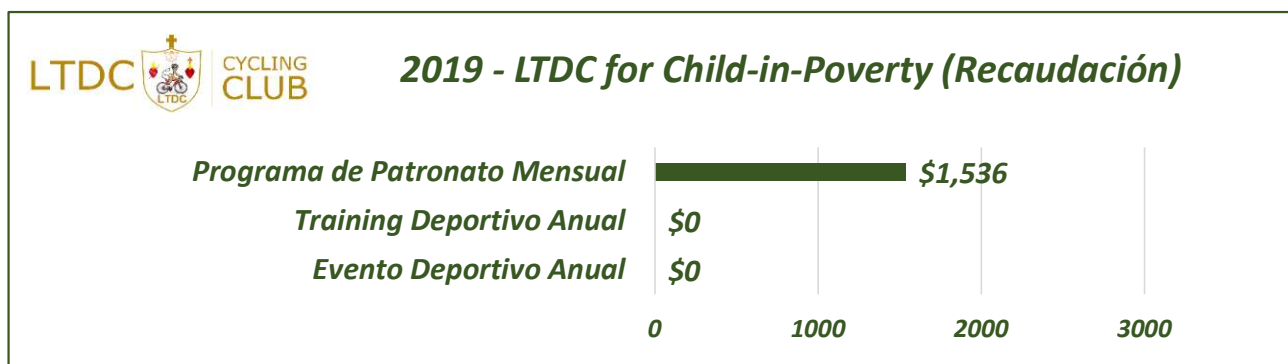 LTDC
LTDC
CYCLING
CLUB
2019 - LTDC for Child-in-Poverty (Recaudación)
Programa de Patronato Mensual
$1,536
Training Deportivo Anual
$0
Evento Deportivo Anual
$0
0 1000 2000 3000